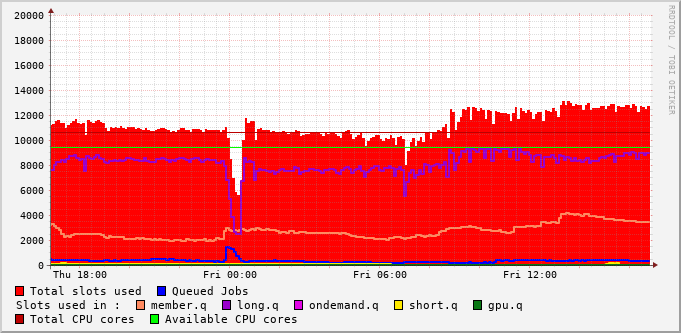 RRDTOOL / TOBI OETIKER
20000
18000
16000
14000
12000
10000
8000
6000
4000
2000
0
Thu 18:00 Fri 00:00 Fri 06:00 Fri 12:00
Total slots used Queued Jobs
Slots used in : member.q long.q ondemand.q short.q gpu.q
Total CPU cores Available CPU cores